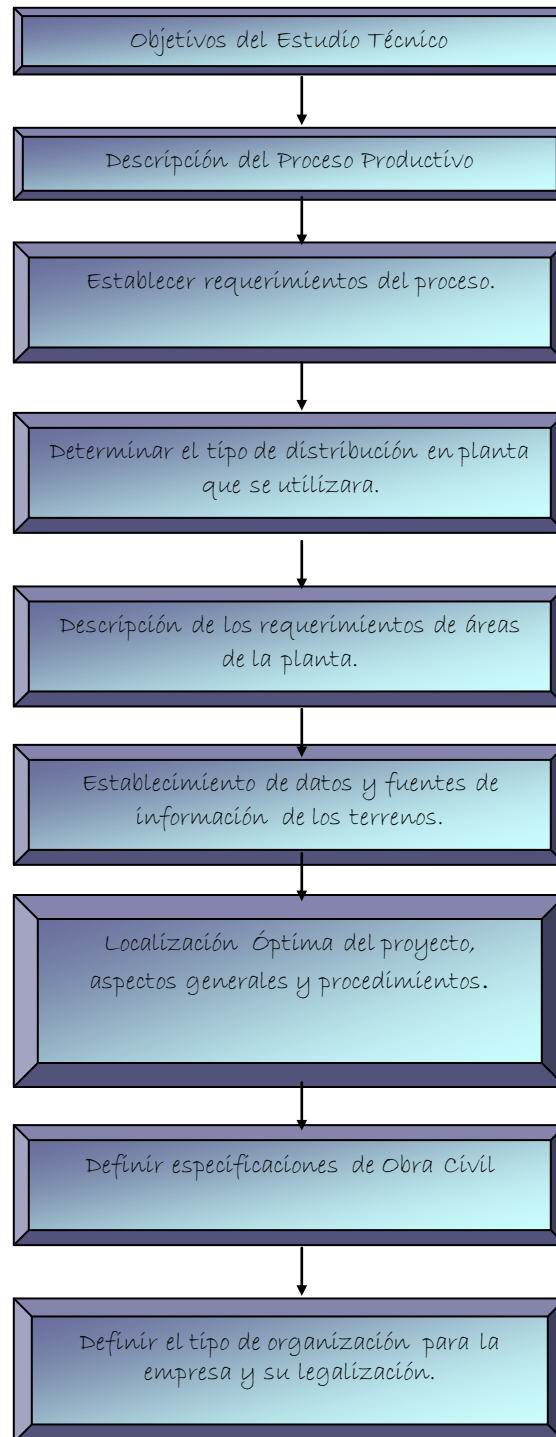 Objetivos del Estudio Técnico
Descripción del Proceso Productivo
Establecer requerimientos del proceso.
Determinar el tipo de distribución en planta
que se utilizara.
Descripción de los requerimientos de áreas
de la planta.
Establecimiento de datos y fuentes de
información de los terrenos.
Localización Óptima del proyecto,
aspectos generales y procedimientos.
Definir especificaciones de Obra Civil
Definir el tipo de organización para la
empresa y su legalización.